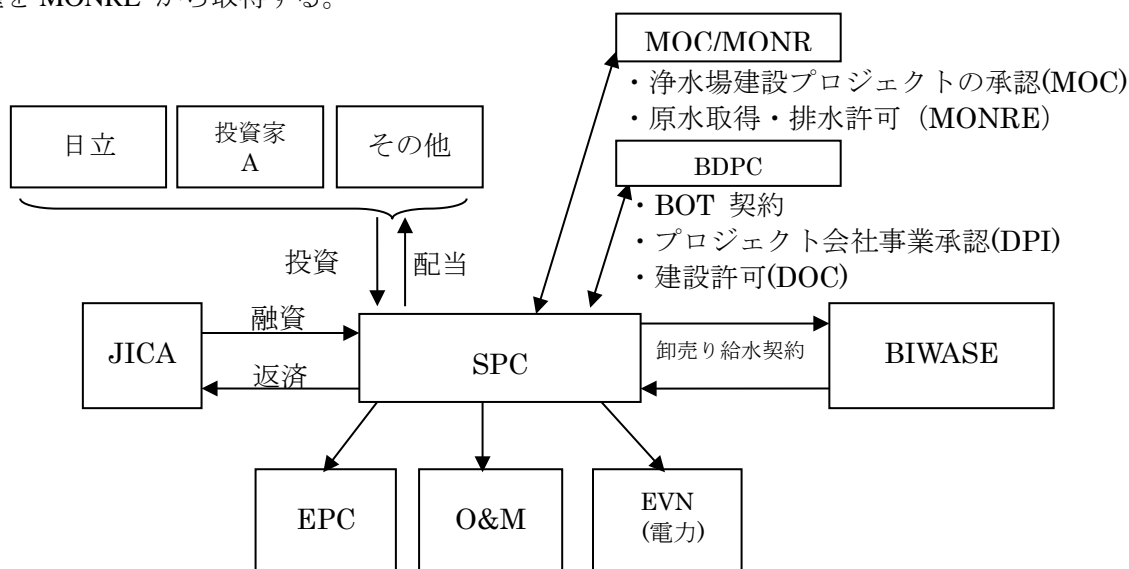 を MONRE から取得する。
MOC/MONR
・浄水場建設プロジェクトの承認(MOC)
・原水取得・排水許可（MONRE）
日立
投資家
A
その他
BDPC
・BOT 契約
・プロジェクト会社事業承認(DPI)
・建設許可(DOC)
投資
配当
JICA
融資
返済
SPC
卸売り給水契約
BIWASE
EPC
O&M
EVN
(電力)